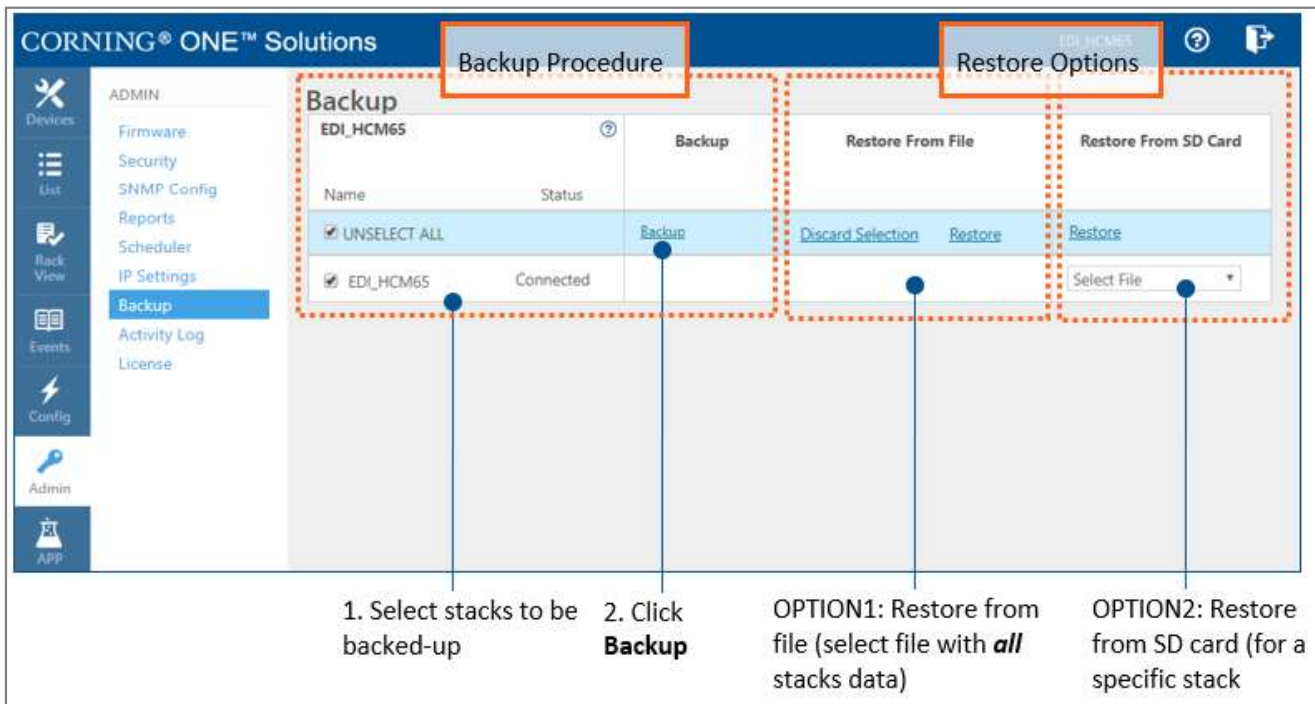 CORNING® ONE™ Solutions
Backup Procedure
Restore Options
EDI_HCM65
Devices
List
Rack
View
Events
Config
Admin
APP
ADMIN
Firmware
Security
SNMP Config
Reports
Scheduler
IP Settings
Backup
Activity Log
License
Backup
EDI_HCM65
Backup
Restore From File
Restore From SD Card
Name Status
UNSELECT ALL Backup Discard Selection Restore Restore
EDI_HCM65 Connected Select File
1. Select stacks to be
backed-up
2. Click
Backup
OPTION1: Restore from
file (select file with all
stacks data)
OPTION2: Restore
from SD card (for a
specific stack